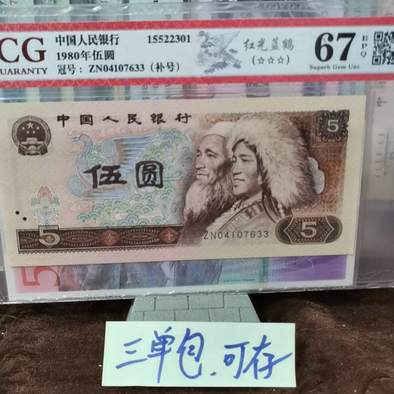 CG 中国人民银行 15522301 红光蓝鹤 67 EPQ
GUARANTY 1980年伍圆 (☆☆☆) Superb Gem Unc
冠号：ZN04107633（补号）
中国人民银行
5
伍圆
ZN04107633
5
5
三单包.可存